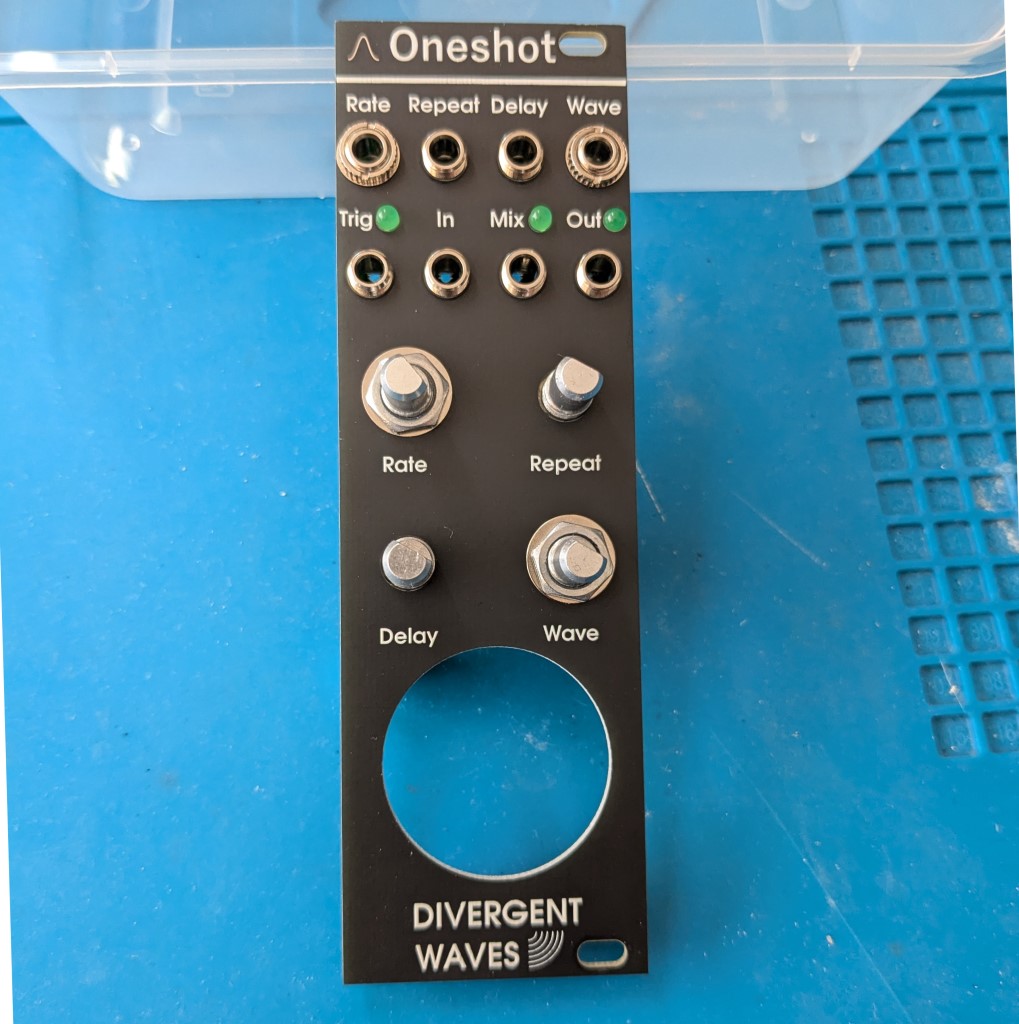 Oneshot
Rate Repeat Delay Wave
Trig In Mix Out
Rate Repeat
Delay Wave
DIVERGENT
WAVES